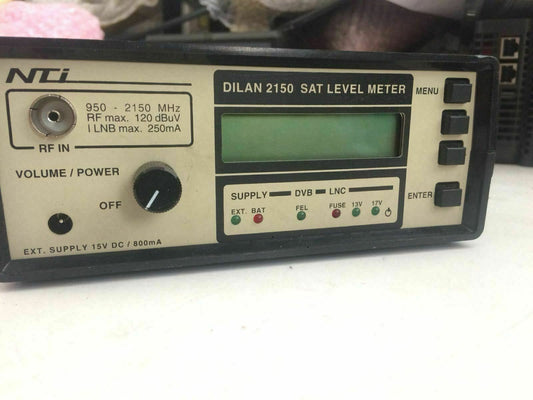 NTi
950 - 2150 MHz
RF max. 120 dBuV
I LNB max. 250mA
RF IN
VOLUME / POWER
OFF
EXT. SUPPLY 15V DC / 800mA
DILAN 2150 SAT LEVEL METER
MENU
ENTER
SUPPLY DVB LNC
EXT. BAT FEL FUSE 13V 17V